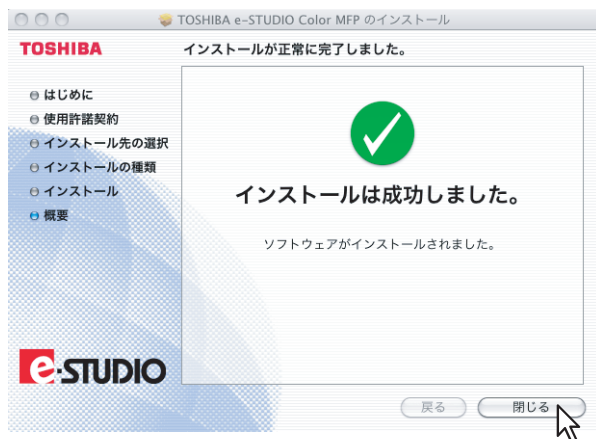 TOSHIBA e-STUDIO Color MFP のインストール
TOSHIBA
インストールが正常に完了しました。
はじめに
使用許諾契約
インストール先の選択
インストールの種類
インストール
概要
インストールは成功しました。
ソフトウェアがインストールされました。
e-STUDIO
戻る
閉じる